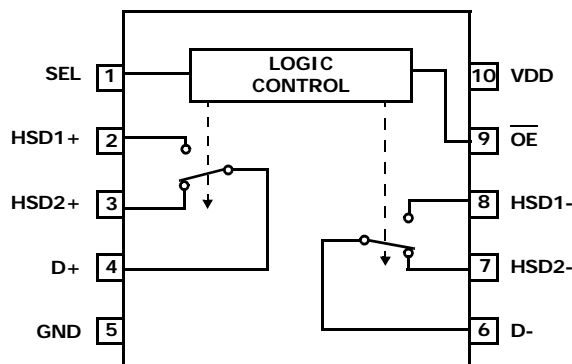 LOGIC
CONTROL
SEL 1
HSD1+ 2
HSD2+ 3
D+ 4
GND 5
10 VDD
9 OE
8 HSD1-
7 HSD2-
6 D-